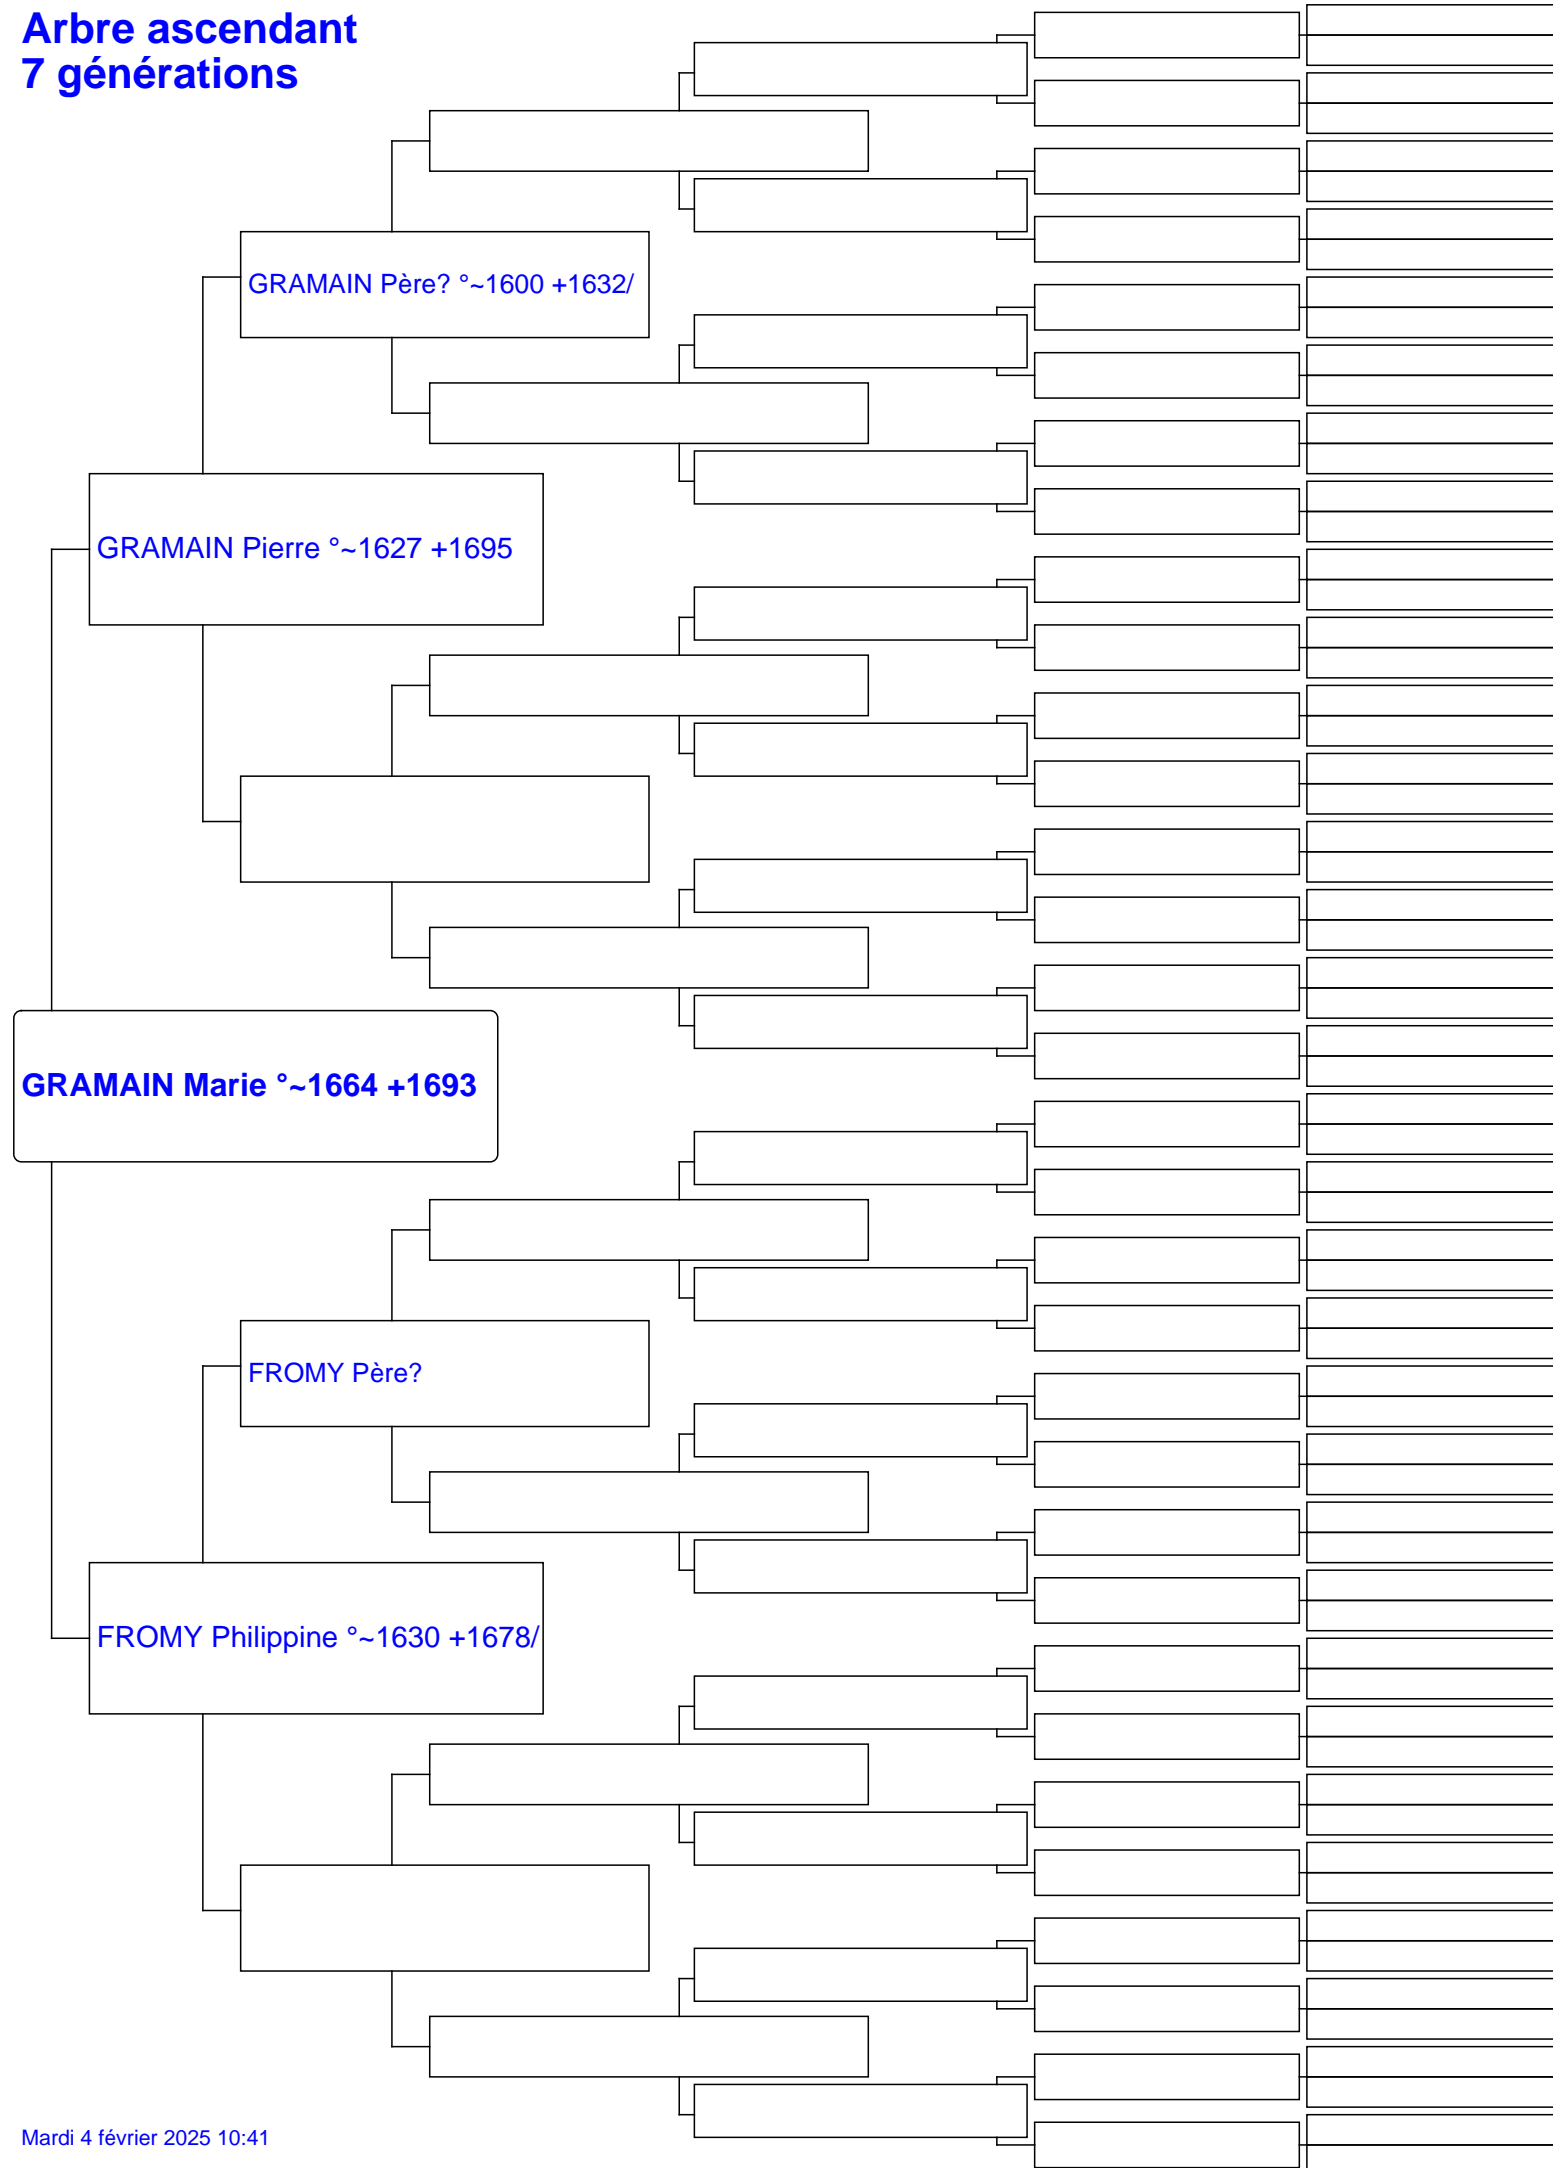 Arbre ascendant
7 générations
GRAMAIN Père? °~1600 +1632/
GRAMAIN Pierre °~1627 +1695
GRAMAIN Marie °~1664 +1693
FROMY Père?
FROMY Philippine °~1630 +1678/
Mardi 4 février 2025 10:41